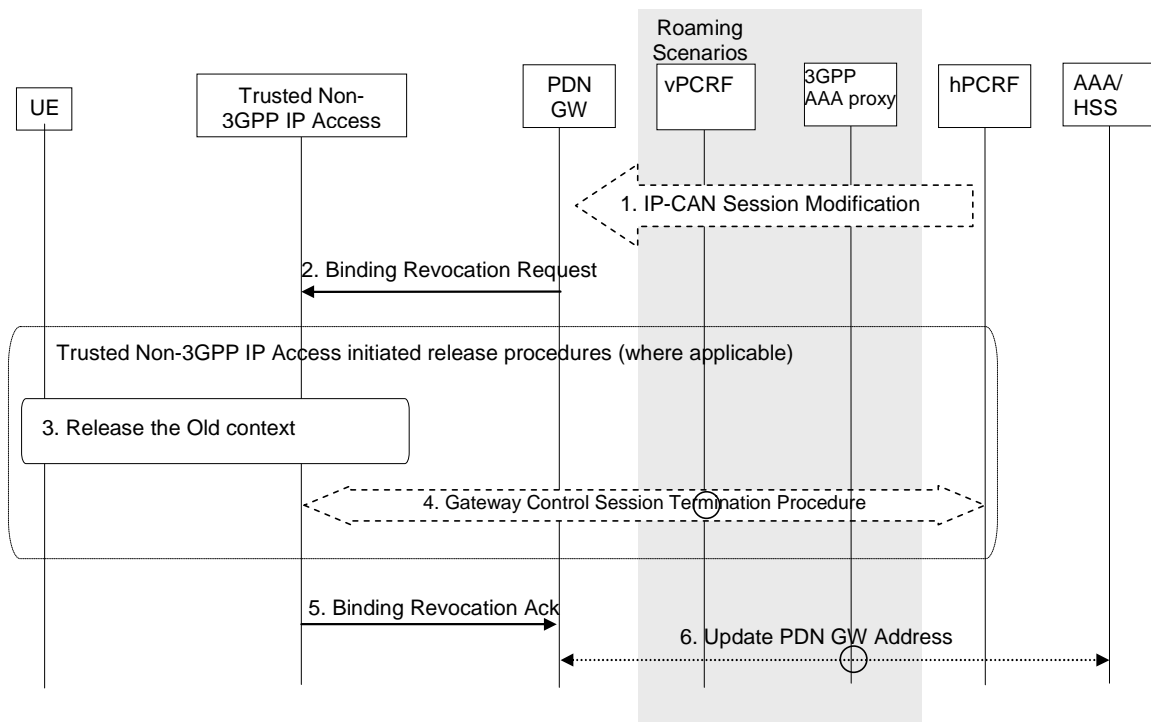 Roaming
Scenarios
UE
Trusted Non-
3GPP IP Access
PDN
GW
vPCRF
3GPP
AAA proxy
hPCRF
AAA/
HSS
1. IP-CAN Session Modification
2. Binding Revocation Request
Trusted Non-3GPP IP Access initiated release procedures (where applicable)
3. Release the Old context
4. Gateway Control Session Termination Procedure
5. Binding Revocation Ack
6. Update PDN GW Address